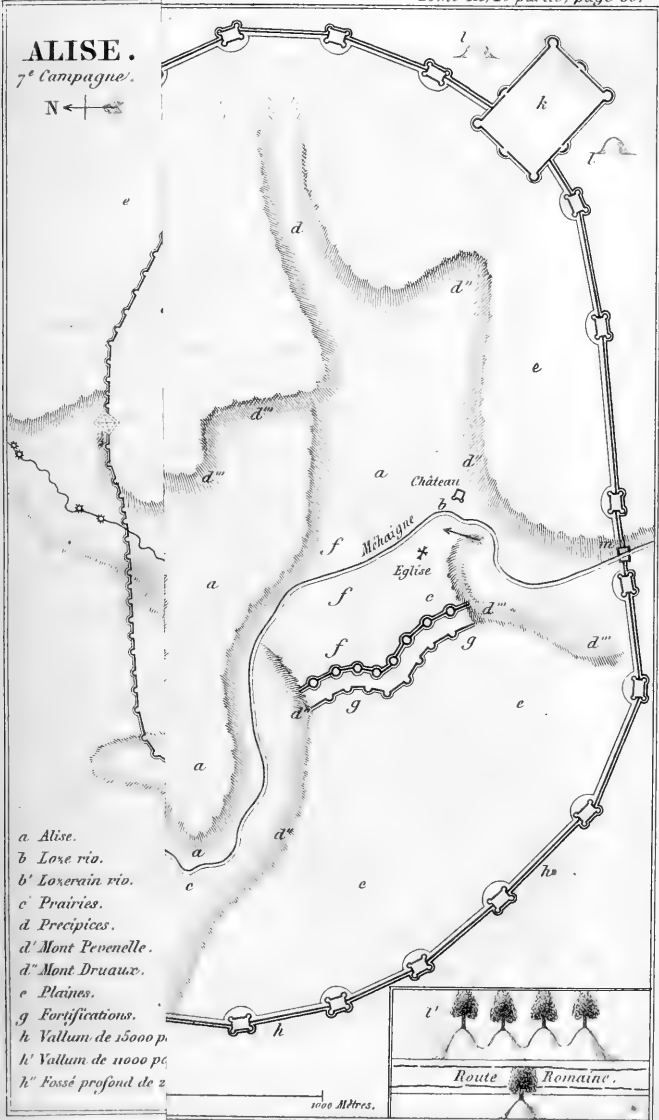 ALISE.
7e Campagne.
N
l
k
l
e
d
d''
e
d'''
d'''
a
d''
Château
b
Méhaigne
m
f
Eglise
a
f
c
d'''
f
g
d'''
d''
g
e
a
d''
a
c
e
h
h
a Alise.
b Loze rio.
b' Lozerain rio.
c Prairies.
d Precipices.
d' Mont Pevenelle.
d'' Mont Druaux.
e Plaines.
g Fortifications.
h Vallum de 15000
h' Vallum de 11000
h'' Fossé profond de 2
1000 Mètres.
l'
Route Romaine.